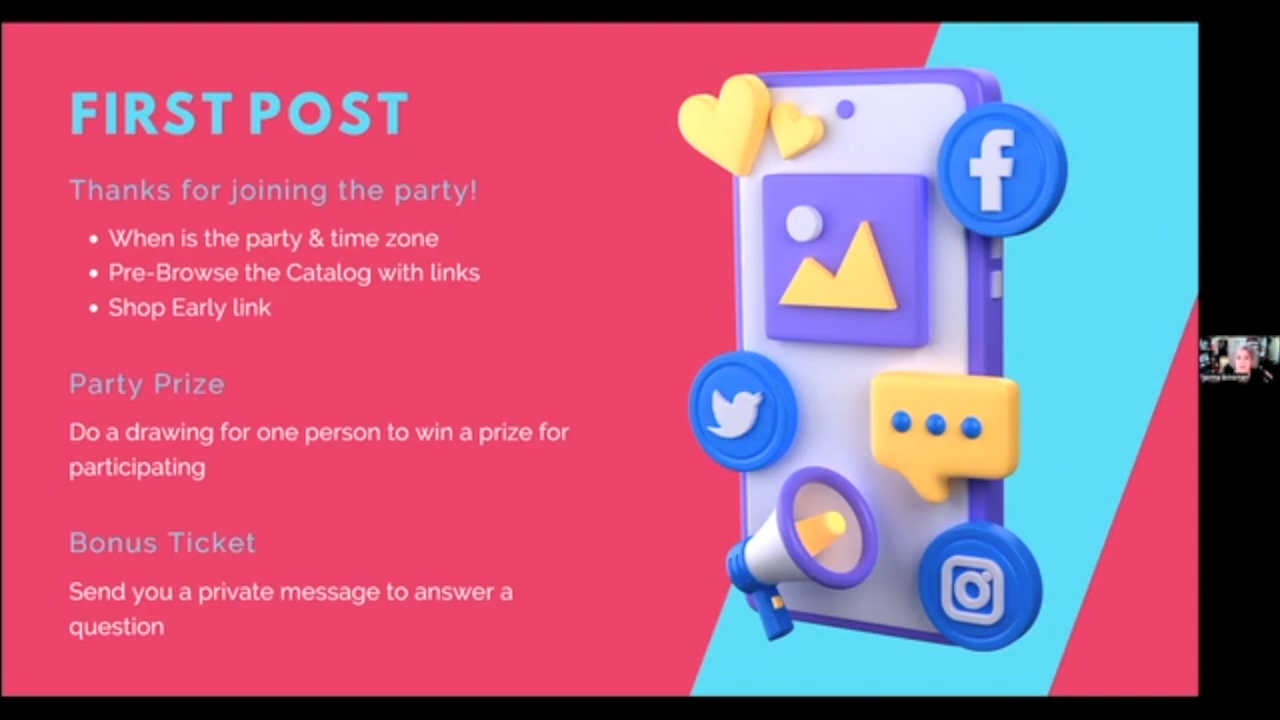 FIRST POST
Thanks for joining the party!
• When is the party & time zone
• Pre-Browse the Catalog with links
• Shop Early link
Party Prize
Do a drawing for one person to win a prize for
participating
Bonus Ticket
Send you a private message to answer a
question